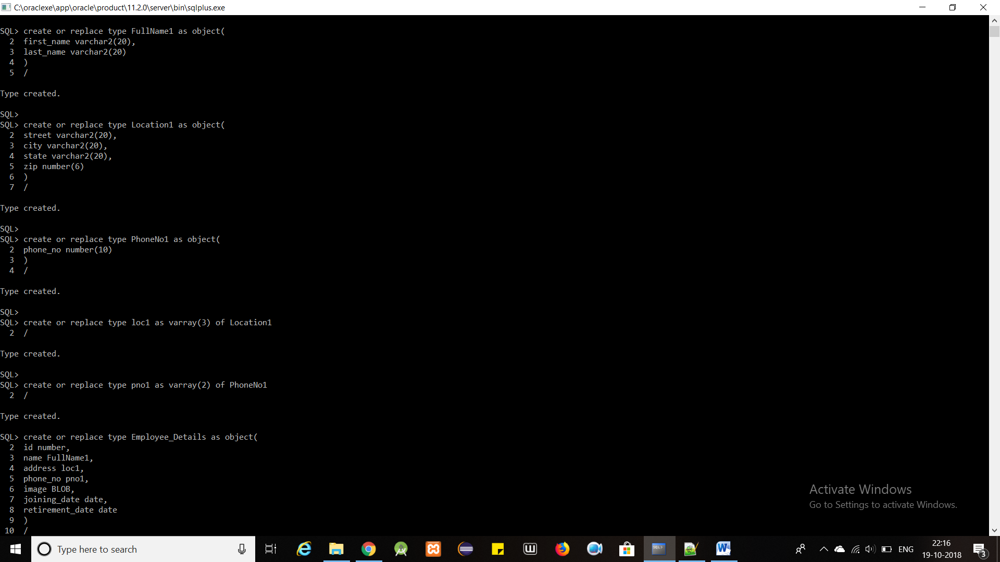 C:\oraclexe\app\oracle\product\11.2.0\server\bin\sqlplus.exe
SQL> create or replace type FullName1 as object(
  2  first_name varchar2(20),
  3  last_name varchar2(20)
  4  )
  5  /
Type created.
SQL>
SQL> create or replace type Location1 as object(
  2  street varchar2(20),
  3  city varchar2(20),
  4  state varchar2(20),
  5  zip number(6)
  6  )
  7  /
Type created.
SQL>
SQL> create or replace type PhoneNo1 as object(
  2  phone_no number(10)
  3  )
  4  /
Type created.
SQL>
SQL> create or replace type loc1 as varray(3) of Location1
  2  /
Type created.
SQL>
SQL> create or replace type pno1 as varray(2) of PhoneNo1
  2  /
Type created.
SQL> create or replace type Employee_Details as object(
  2  id number,
  3  name FullName1,
  4  address loc1,
  5  phone_no pno1,
  6  image BLOB,
  7  joining_date date,
  8  retirement_date date
  9  )
 10  /
Activate Windows
Go to Settings to activate Windows.
Type here to search
SQL>
ENG
22:16
19-10-2018
3